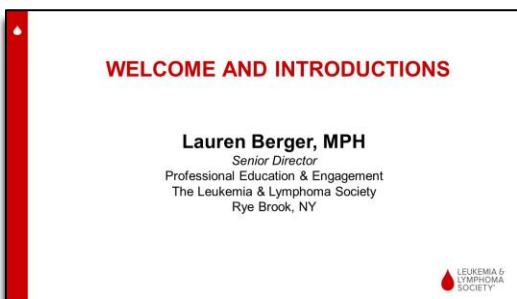 WELCOME AND INTRODUCTIONS
Lauren Berger, MPH
Senior Director
Professional Education & Engagement
The Leukemia & Lymphoma Society
Rye Brook, NY
LEUKEMIA &
LYMPHOMA
SOCIETY